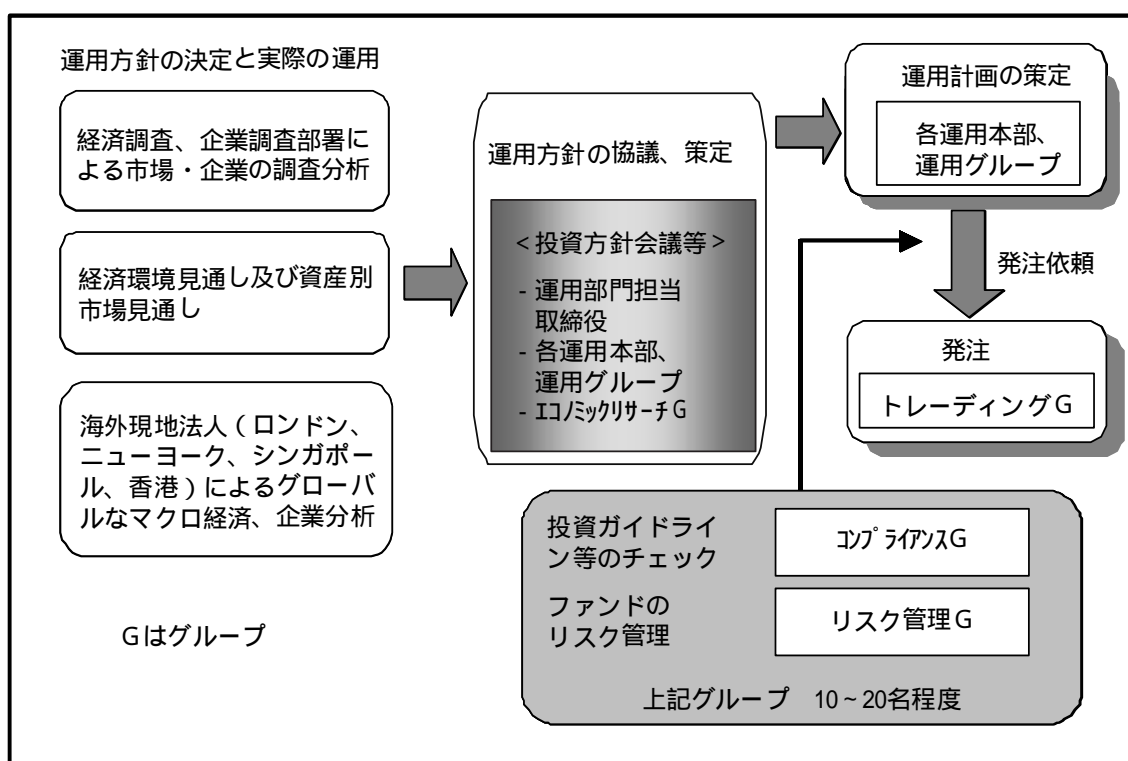 運用方針の決定と実際の運用
経済調査、企業調査部署に
よる市場・企業の調査分析
経済環境見通し及び資産別
市場見通し
海外現地法人(ロンドン、
ニューヨーク、シンガポー
ル、香港)によるグローバ
ルなマクロ経済、企業分析
Gはグループ
運用方針の協議、策定
<投資方針会議等>
- 運用部門担当
取締役
- 各運用本部、
運用グループ
- エコノミックリサーチG
運用計画の策定
各運用本部、
運用グループ
発注依頼
発注
トレーディングG
投資ガイドライ
ン等のチェック
コンプライアンスG
ファンドの
リスク管理
リスク管理G
上記グループ 10~20名程度